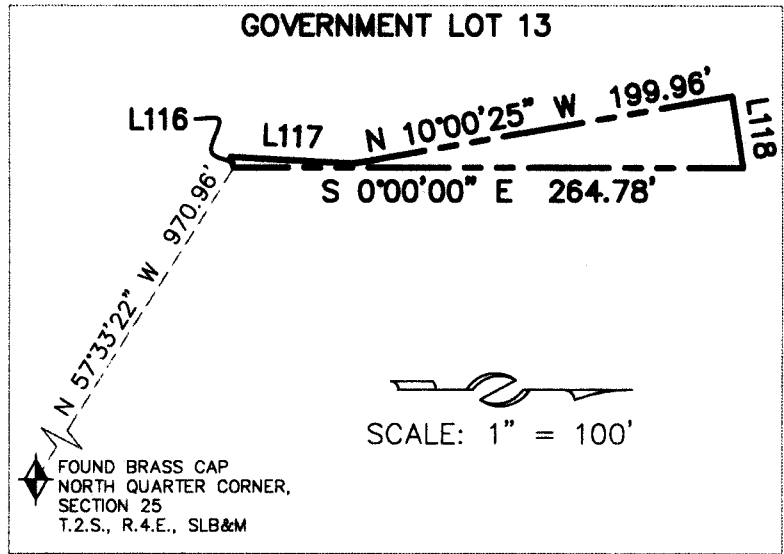 GOVERNMENT LOT 13
L116
L117
N 10°00'25" W 199.96'
L118
S 0°00'00" E 264.78'
N 57°33'22" W 970.96'
SCALE: 1" = 100'
FOUND BRASS CAP
NORTH QUARTER CORNER,
SECTION 25
T.2.S., R.4.E., SLB&M